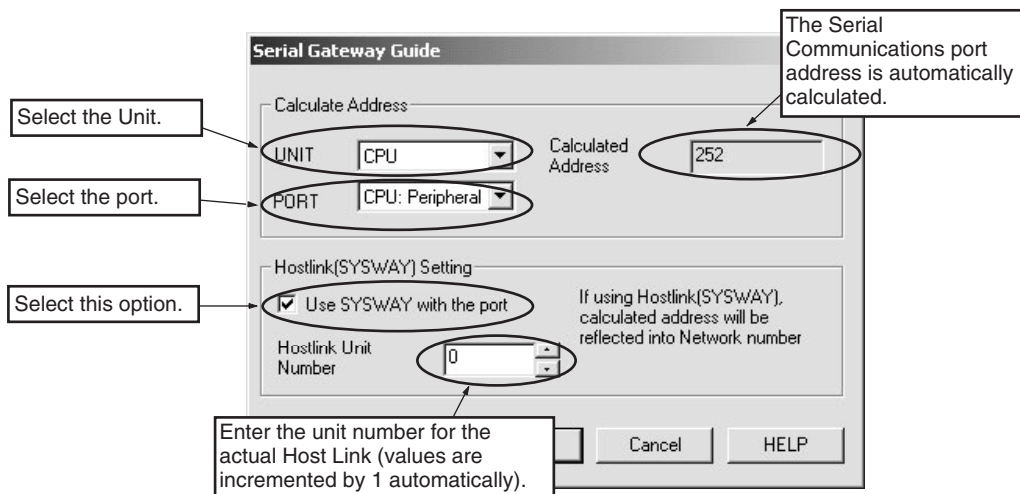 The Serial
Communications port
address is automatically
calculated.
Serial Gateway Guide
Calculate Address
Select the Unit.
UNIT
CPU
Calculated
Address
252
Select the port.
PORT
CPU: Peripheral
Hostlink(SYSWAY) Setting
Select this option.
Use SYSWAY with the port
If using Hostlink(SYSWAY),
calculated address will be
reflected into Network number
Hostlink Unit
Number
0
Enter the unit number for the
actual Host Link (values are
incremented by 1 automatically).
Cancel
HELP